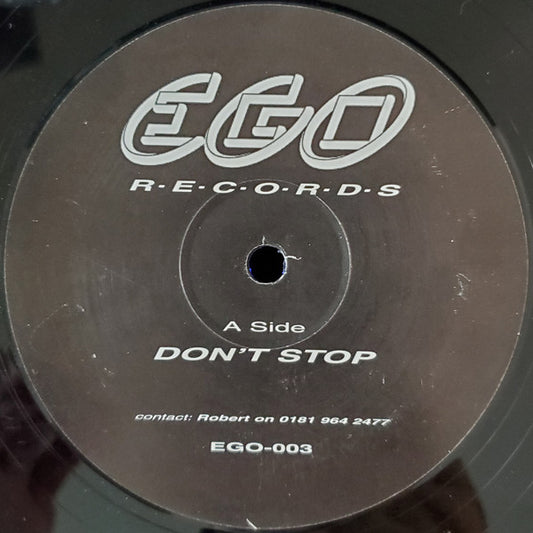 EGO
R-E-C-O-R-D-S
A Side
DON'T STOP
contact: Robert on 0181 964 2477
EGO-003